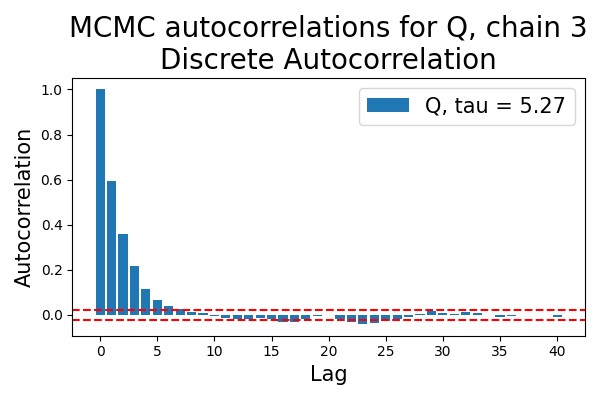 MCMC autocorrelations for Q, chain 3
Discrete Autocorrelation
Q, tau = 5.27
Autocorrelation
1.0
0.8
0.6
0.4
0.2
0.0
0 5 10 15 20 25 30 35 40
Lag